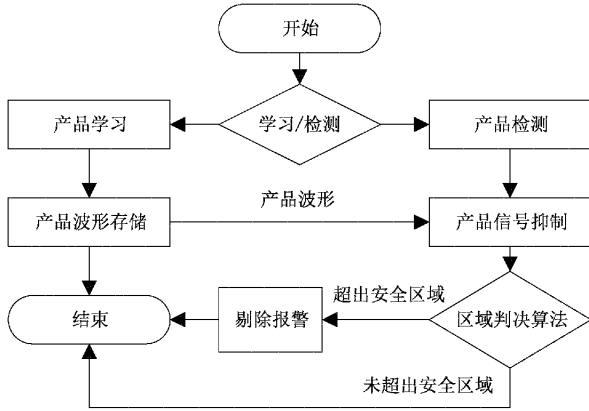 开始
产品学习
学习/检测
产品检测
产品波形存储
产品波形
产品信号抑制
结束
剔除报警
超出安全区域
区域判决算法
未超出安全区域